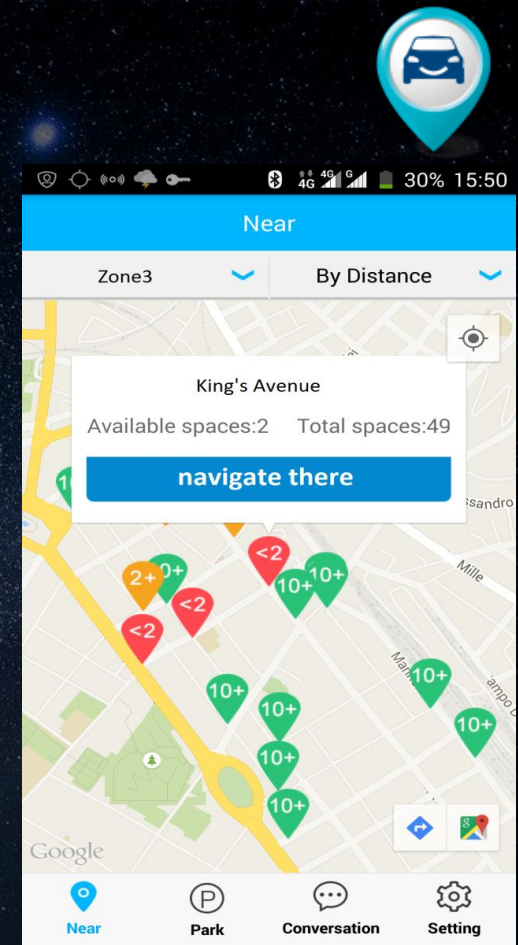 4G 4G G 30% 15:50
Near
Zone3 By Distance
King's Avenue
Available spaces:2 Total spaces:49
navigate there
ssandro
<2
10+ 10+
2+ 0+
<2
<2
Mille
10+
10+
10+
10+
10+
10+
ampo D
Google
P
Near Park Conversation Setting